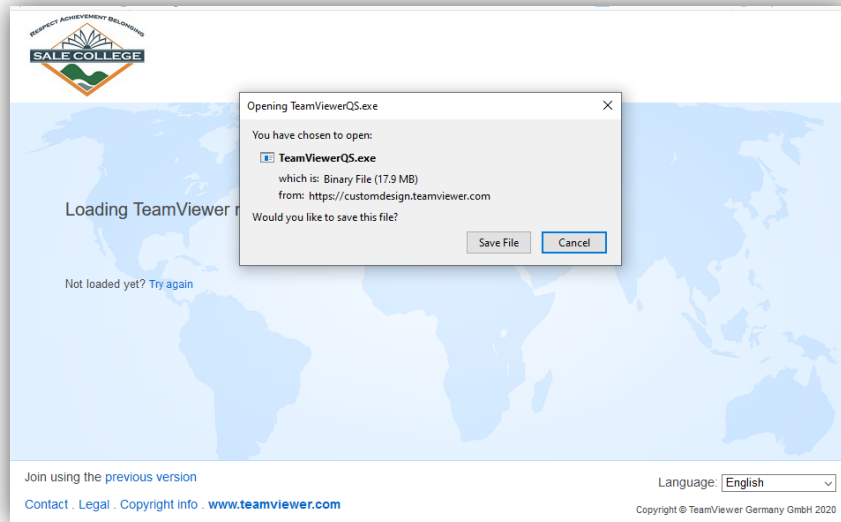 RESPECT ACHIEVEMENT BELONGING
SALE COLLEGE
Opening TeamViewerQS.exe
You have chosen to open:
TeamViewerQS.exe
which is: Binary File (17.9 MB)
from: https://customdesign.teamviewer.com
Would you like to save this file?
Save File Cancel
Loading TeamViewer
Not loaded yet? Try again
Join using the previous version
Language: English
Contact . Legal . Copyright info . www.teamviewer.com
Copyright © TeamViewer Germany GmbH 2020